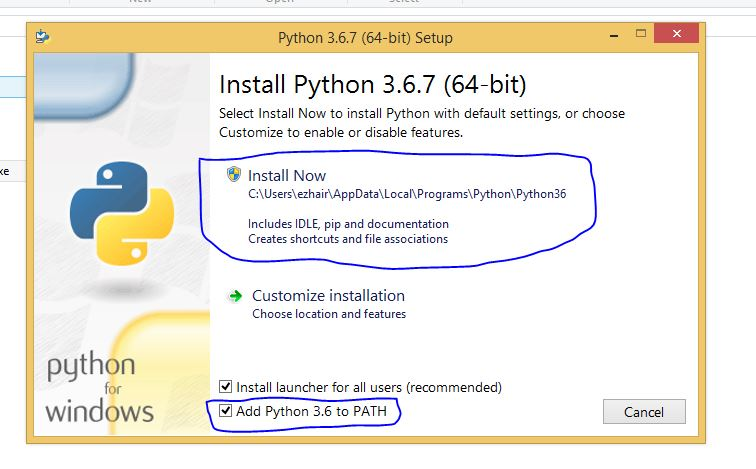 New
Open
Select
Python 3.6.7 (64-bit) Setup
Install Python 3.6.7 (64-bit)
Select Install Now to install Python with default settings, or choose
Customize to enable or disable features.
Install Now
C:\Users\ezhair\AppData\Local\Programs\Python\Python36
Includes IDLE, pip and documentation
Creates shortcuts and file associations
Customize installation
Choose location and features
Install launcher for all users (recommended)
Add Python 3.6 to PATH
Cancel
python
for
windows